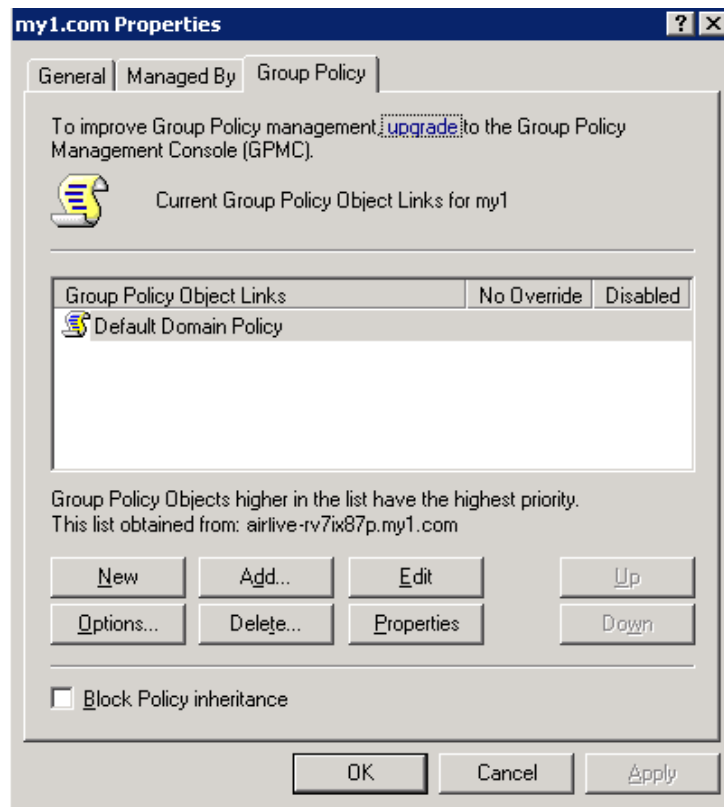 my1.com Properties
General Managed By Group Policy
To improve Group Policy management, upgrade to the Group Policy
Management Console (GPMC).
Current Group Policy Object Links for my1
Group Policy Object Links No Override Disabled
Default Domain Policy
Group Policy Objects higher in the list have the highest priority.
This list obtained from: airlive-rv7ix87p.my1.com
New Add... Edit Up
Options... Delete... Properties Down
Block Policy inheritance
OK Cancel Apply